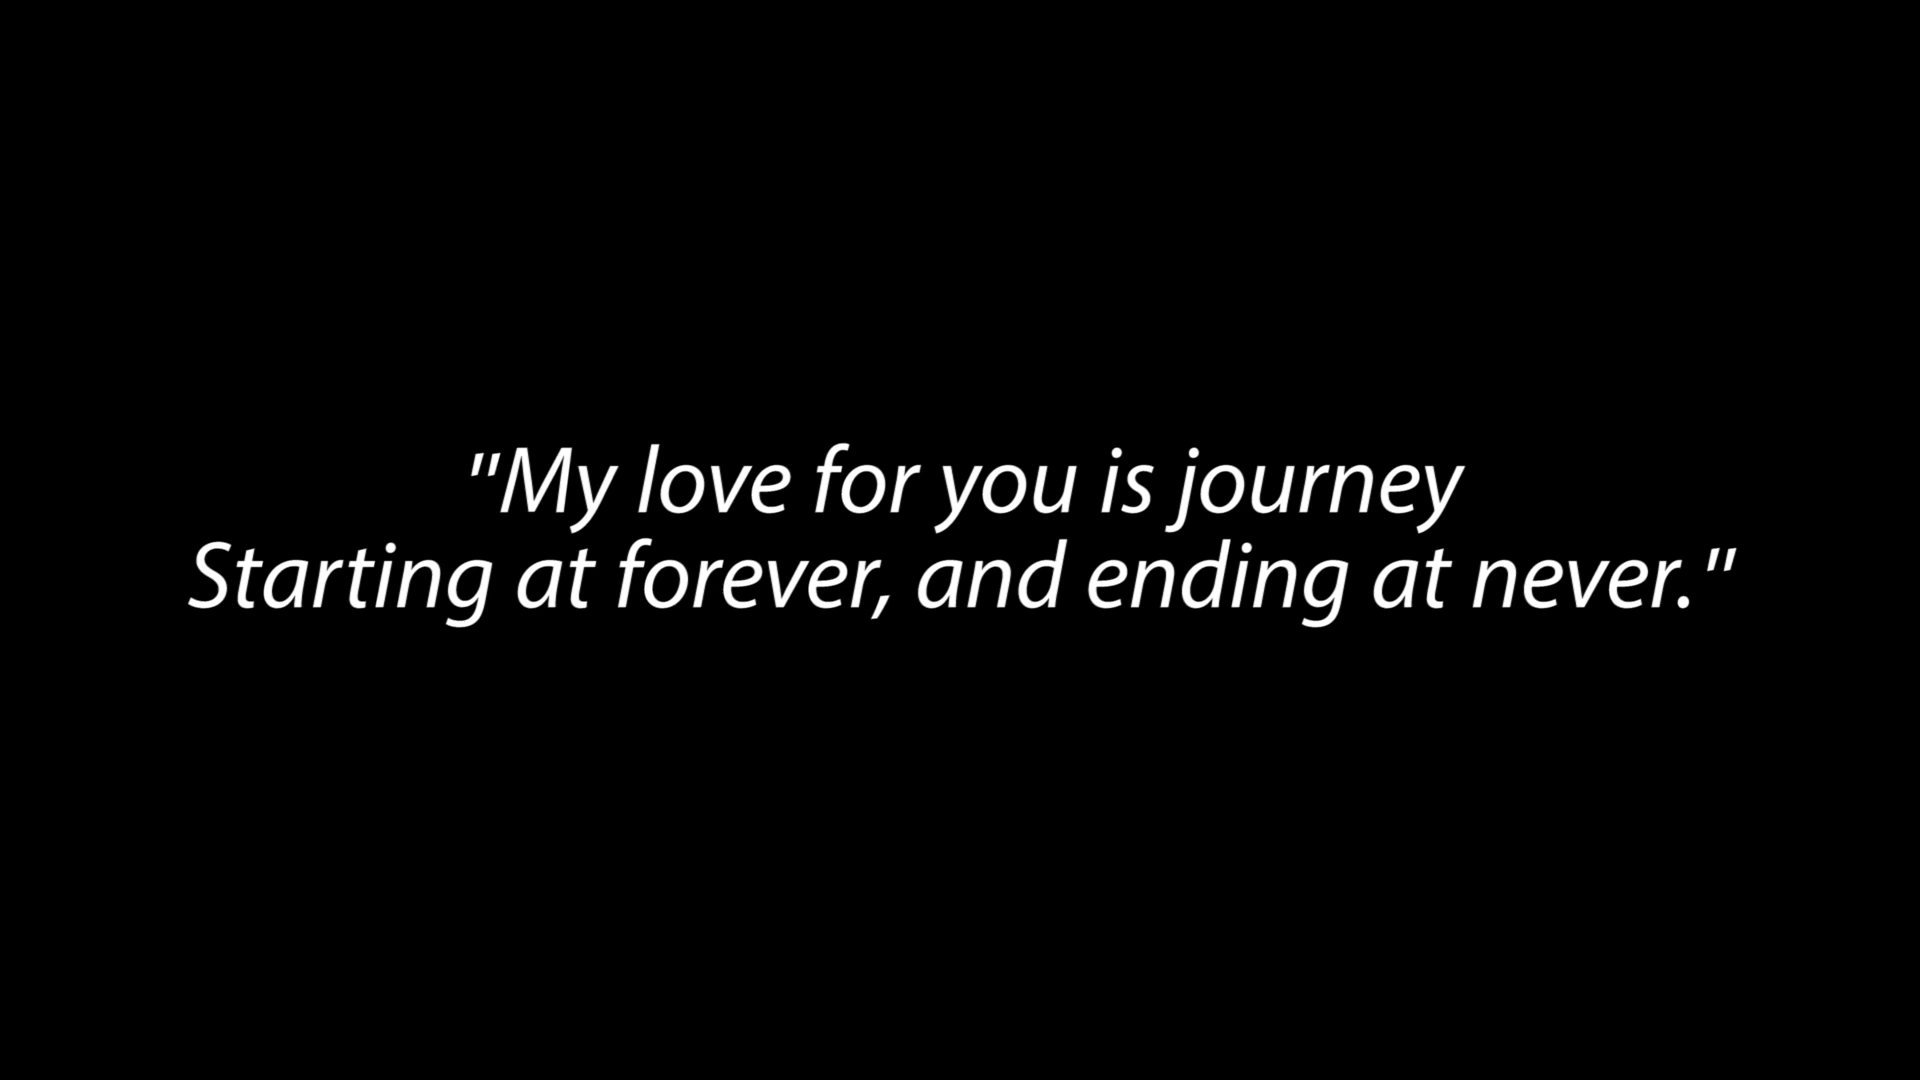 "My love for you is journey
Starting at forever, and ending at never."